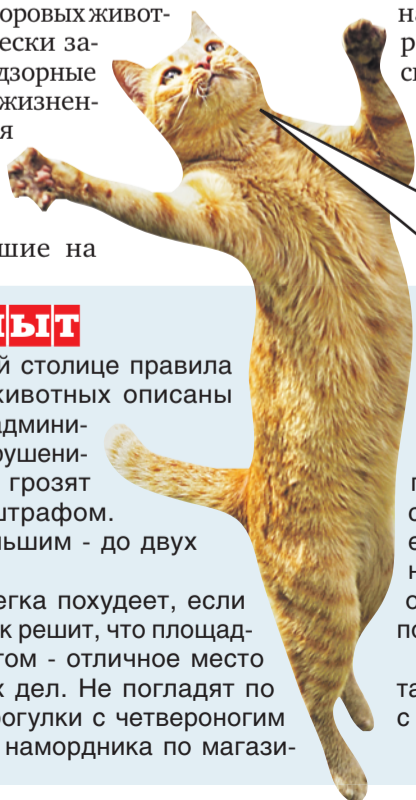 оровых живот-
ески за-
дзорные
жизнен-
я
шие на
ыт
й столице правила
животных описаны
админи-
рушени-
грозят
штрафом.
ьшим - до двух
егка похудеет, если
к решит, что площад-
том - отличное место
х дел. Не погладят по
рогулки с четвероногим
намордника по магази-
по
та
с